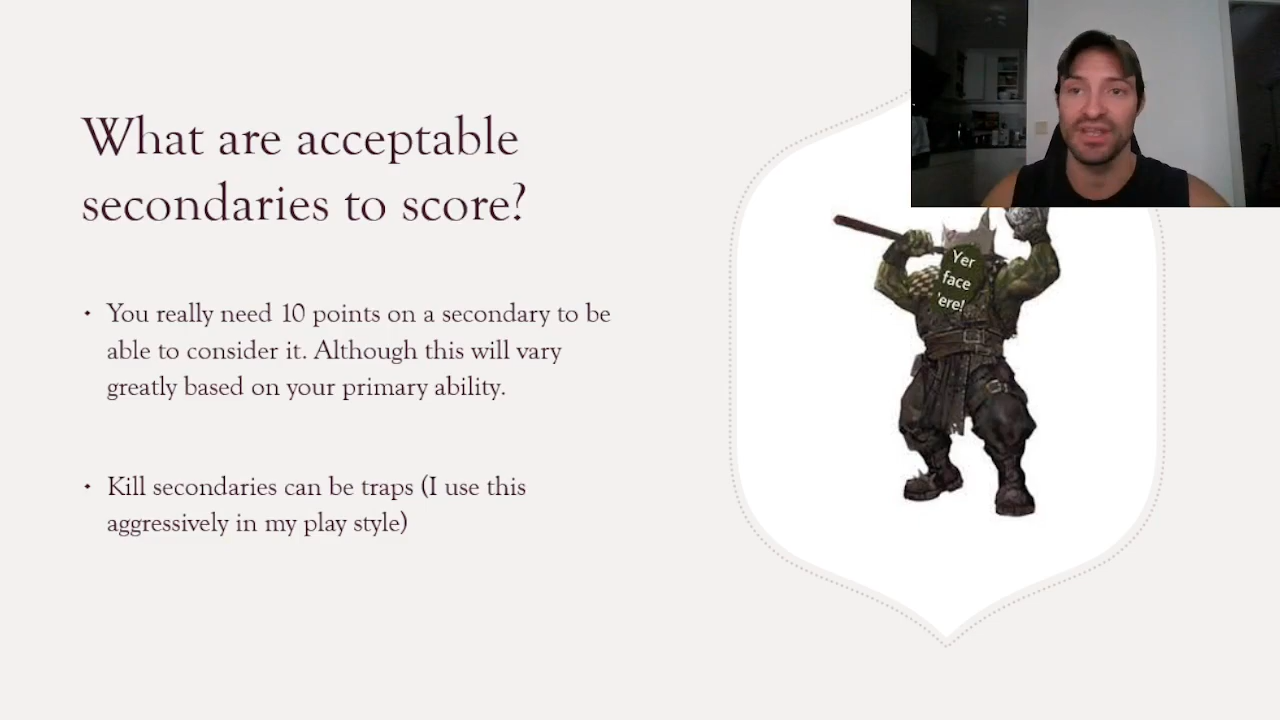 What are acceptable
secondaries to score?
• You really need 10 points on a secondary to be
able to consider it. Although this will vary
greatly based on your primary ability.
• Kill secondaries can be traps (I use this
aggressively in my play style)
Yer
face
'ere!